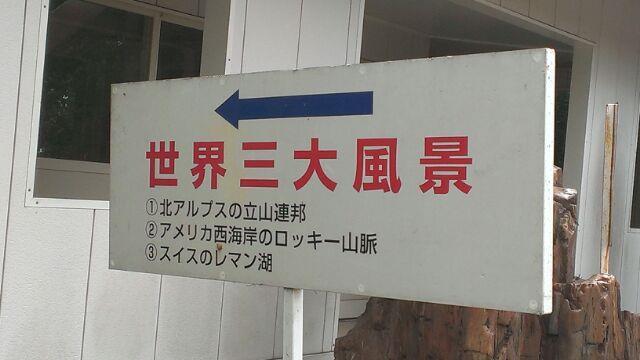 世界三大風景
①北アルプスの立山連邦
②アメリカ西海岸のロッキー山脈
③スイスのレマン湖